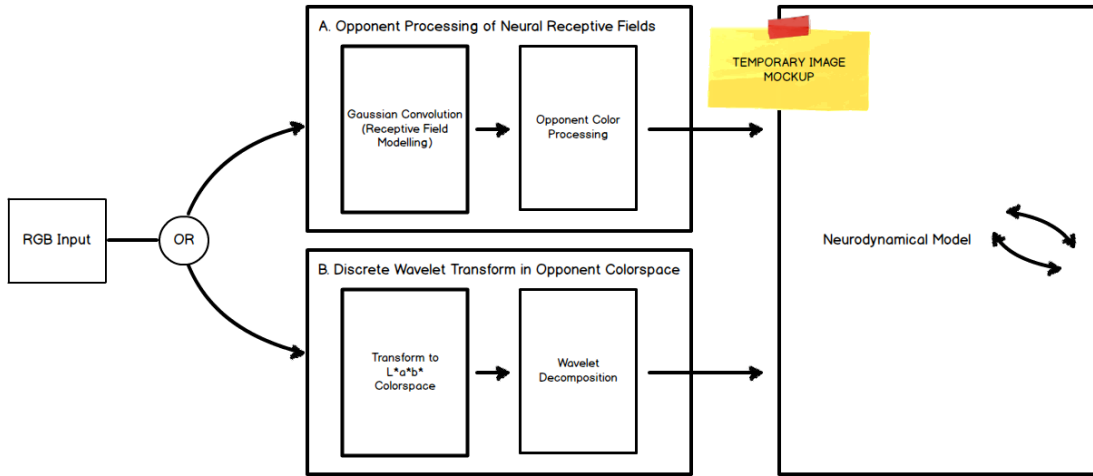 A. Opponent Processing of Neural Receptive Fields
Gaussian Convolution
(Receptive Field
Modelling)
Opponent Color
Processing
TEMPORARY IMAGE
MOCKUP
RGB Input
OR
Neurodynamical Model
B. Discrete Wavelet Transform in Opponent Colorspace
Transform to
L*a*b*
Colorspace
Wavelet
Decomposition